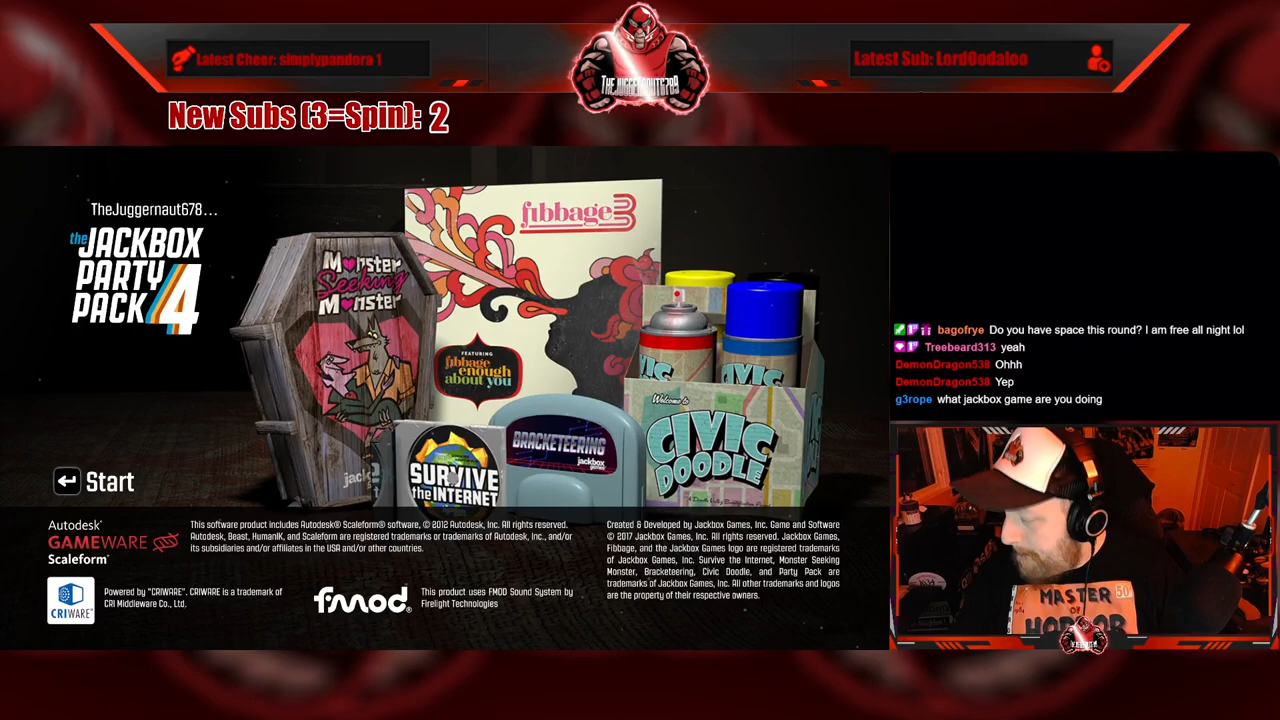 Latest Cheer: simplypandora 1
THEJUGGERNAUT6789
Latest Sub: LordOodaloo
New Subs (3=Spin): 2
TheJuggernaut678...
the JACKBOX
PARTY
PACK 4
Monster
Seeking
Monster
jack
fibbage 3
FEATURING
fibbage
enough
about you
SURVIVE
the INTERNET
BRACKETEERING
jackbox
games
CIVIC
CIVIC
Welcome to
CIVIC
DOODLE
Start
Autodesk®
GAMEWARE
Scaleform®
This software product includes Autodesk® Scaleform® software, © 2012 Autodesk, Inc. All rights reserved.
Autodesk, Beast, HumanIK, and Scaleform are registered trademarks or trademarks of Autodesk, Inc., and/or
its subsidiaries and/or affiliates in the USA and/or other countries.
CRIWARE
Powered by "CRIWARE". CRIWARE is a trademark of
CRI Middleware Co., Ltd.
fmod®
This product uses FMOD Sound System by
Firelight Technologies
Created & Developed by Jackbox Games, Inc. Game and Software
© 2017 Jackbox Games, Inc. All rights reserved. Jackbox Games,
Fibbage, and the Jackbox Games logo are registered trademarks
of Jackbox Games, Inc. Survive the Internet, Monster Seeking
Monster, Bracketeering, Civic Doodle, and Party Pack are
trademarks of Jackbox Games, Inc. All other trademarks and logos
are the property of their respective owners.
bagofrye Do you have space this round? I am free all night lol
Treebeard313 yeah
DemonDragon538 Ohhh
DemonDragon538 Yep
g3rope what jackbox game are you doing
50
MASTER
OF
HORROR